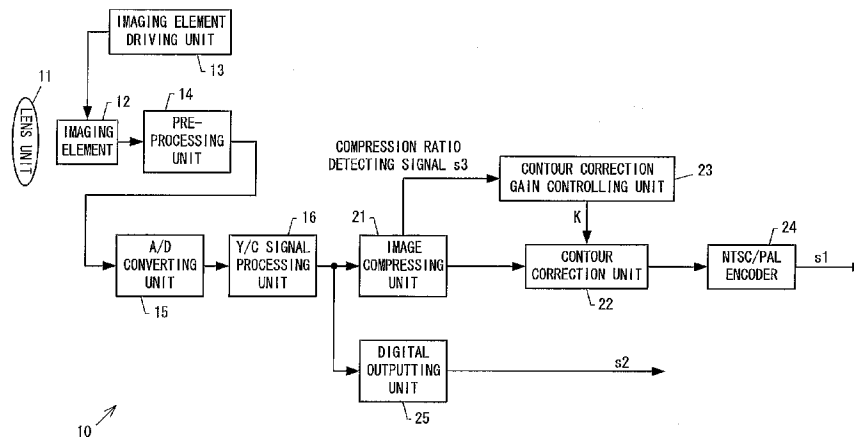 IMAGING ELEMENT
DRIVING UNIT
13
11
LENS UNIT
12
IMAGING
ELEMENT
14
PRE-
PROCESSING
UNIT
COMPRESSION RATIO
DETECTING SIGNAL s3
CONTOUR CORRECTION
GAIN CONTROLLING UNIT
23
K
A/D
CONVERTING
UNIT
15
16
Y/C SIGNAL
PROCESSING
UNIT
21
IMAGE
COMPRESSING
UNIT
CONTOUR
CORRECTION UNIT
22
24
NTSC/PAL
ENCODER
s1
DIGITAL
OUTPUTTING
UNIT
25
s2
10